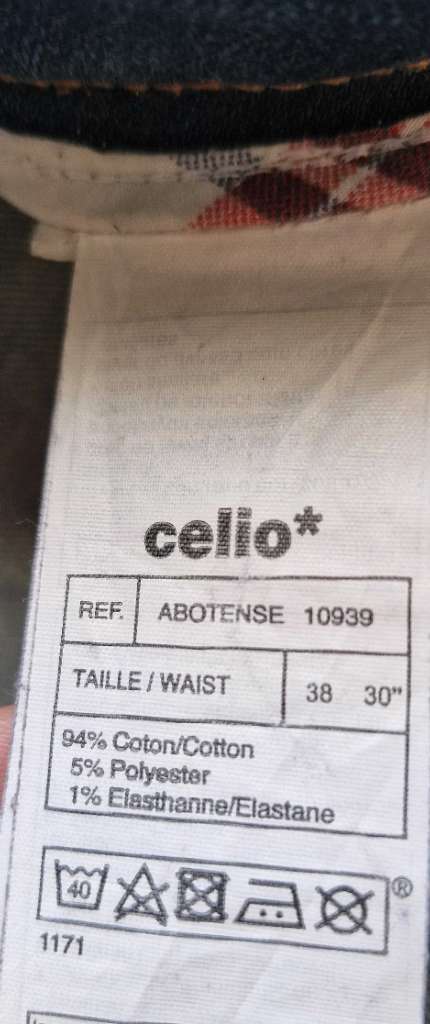 celio*
REF. ABOTENSE 10939
TAILLE / WAIST 38 30"
94% Coton/Cotton
5% Polyester
1% Elasthanne/Elastane
40
®
1171